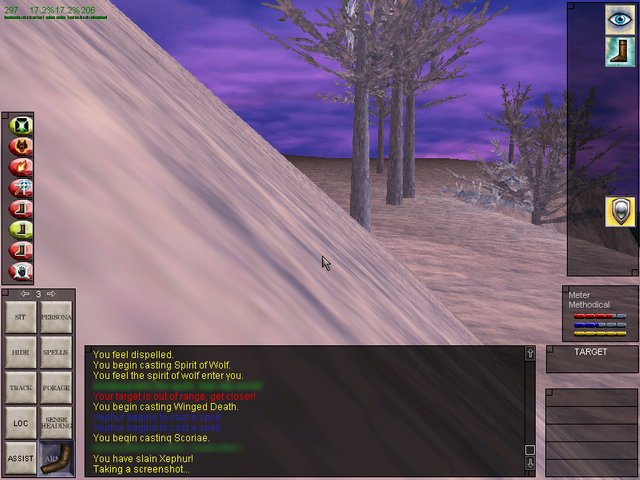 297 17.2%17.2%206
3
SIT PERSONA
HIDE SPELLS
TRACK FORAGE
LOC SENSE HEADING
ASSIST
You feel dispelled.
You begin casting Spirit of Wolf.
You feel the spirit of wolf enter you.
Your target is out of range, get closer!
You begin casting Winged Death.
Xephur begins to cast a spell.
Xephur begins to cast a spell.
You begin casting Scoriae.
You have slain Xephur!
Taking a screenshot...
Meter
Methodical
TARGET